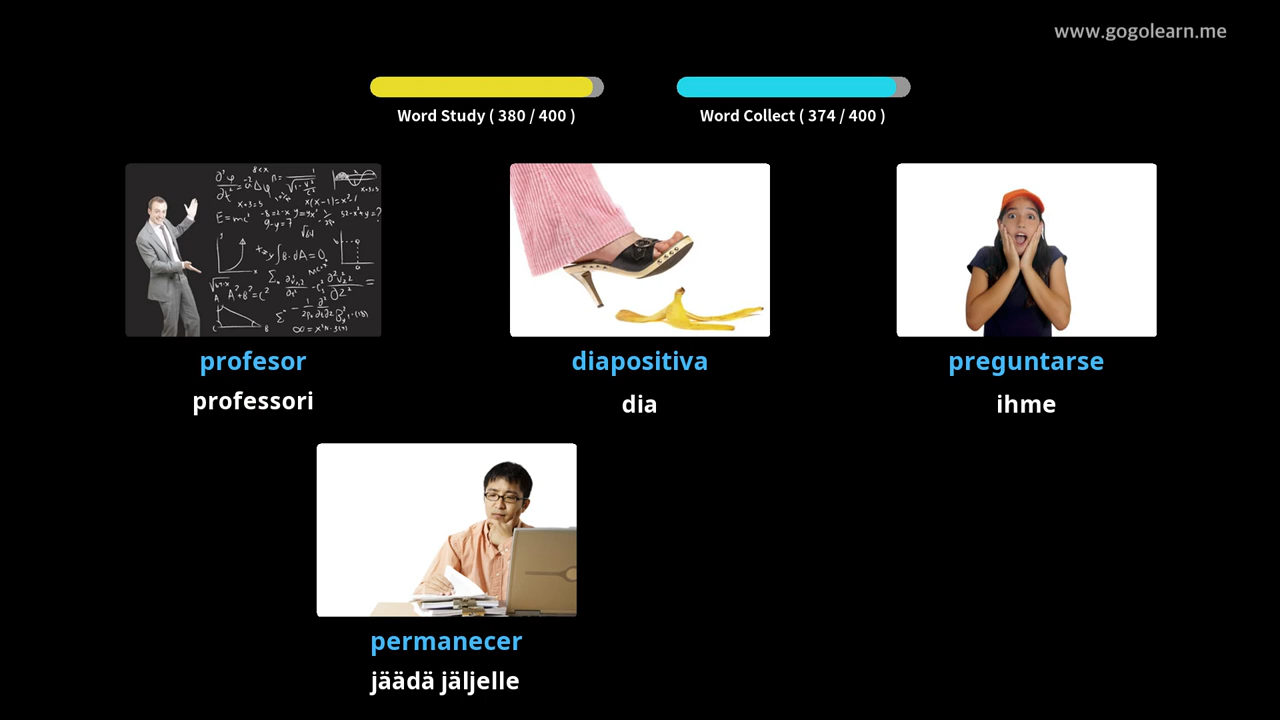 www.gogolearn.me
Word Study ( 380 / 400 )
Word Collect ( 374 / 400 )
profesor
professori
diapositiva
dia
preguntarse
ihme
permanecer
jäädä jäljelle